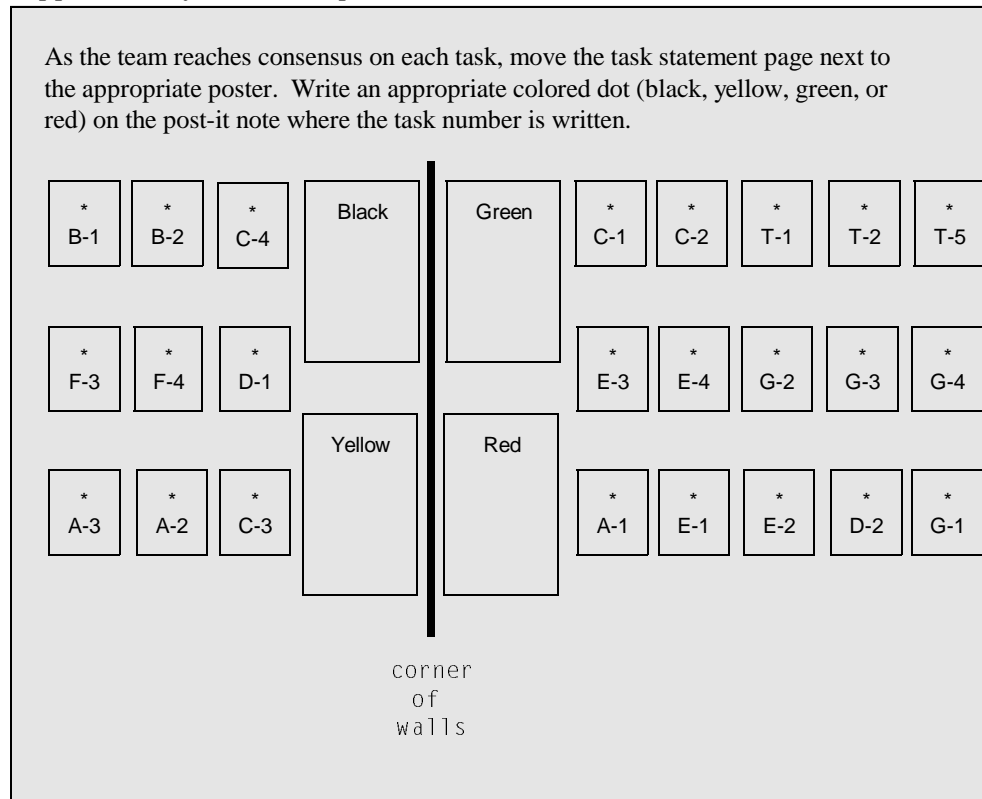 As the team reaches consensus on each task, move the task statement page next to
the appropriate poster. Write an appropriate colored dot (black, yellow, green, or
red) on the post-it note where the task number is written.
* * * Black Green * * * * *
B-1 B-2 C-4 C-1 C-2 T-1 T-2 T-5
* * * * * * * *
F-3 F-4 D-1 E-3 E-4 G-2 G-3 G-4
Yellow Red
* * * * * * * *
A-3 A-2 C-3 A-1 E-1 E-2 D-2 G-1
corner
of
walls